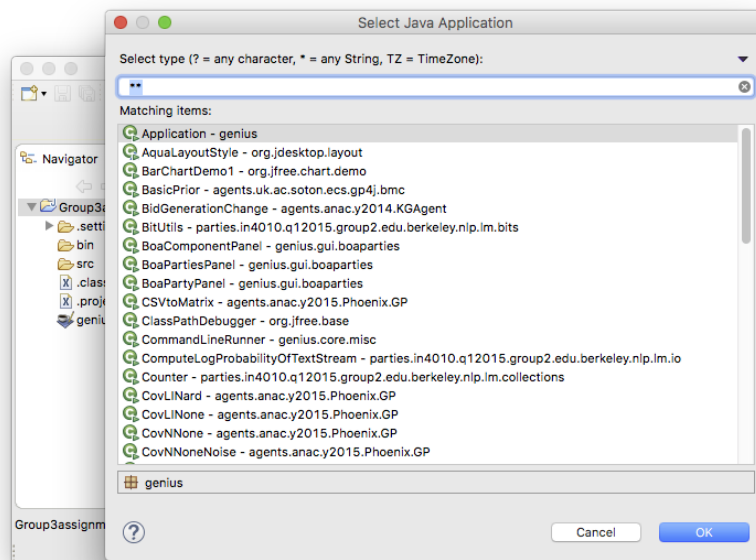 Select Java Application
Select type (? = any character, * = any String, TZ = TimeZone):
**
Matching items:
Application - genius
AquaLayoutStyle - org.jdesktop.layout
BarChartDemo1 - org.jfree.chart.demo
BasicPrior - agents.uk.ac.soton.ecs.gp4j.bmc
BidGenerationChange - agents.anac.y2014.KGAgent
BitUtils - parties.in4010.q12015.group2.edu.berkeley.nlp.lm.bits
BoaComponentPanel - genius.gui.boaparties
BoaPartiesPanel - genius.gui.boaparties
BoaPartyPanel - genius.gui.boaparties
CSVtoMatrix - agents.anac.y2015.Phoenix.GP
ClassPathDebugger - org.jfree.base
CommandLineRunner - genius.core.misc
ComputeLogProbabilityOfTextStream - parties.in4010.q12015.group2.edu.berkeley.nlp.lm.io
Counter - parties.in4010.q12015.group2.edu.berkeley.nlp.lm.collections
CovLINard - agents.anac.y2015.Phoenix.GP
CovLINone - agents.anac.y2015.Phoenix.GP
CovNNone - agents.anac.y2015.Phoenix.GP
CovNNoneNoise - agents.anac.y2015.Phoenix.GP
genius
Cancel
OK
Navigator
Group3a
.setti
bin
src
.class
.proje
geniu
Group3assignm